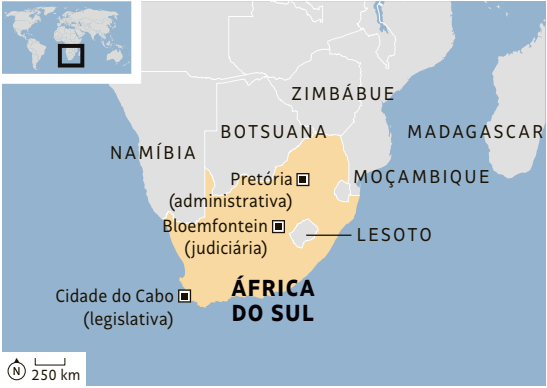 ZIMBÁBUE
BOTSUANA
MADAGASCAR
NAMÍBIA
MOÇAMBIQUE
Pretória
(administrativa)
Bloemfontein
(judiciária)
LESOTO
Cidade do Cabo
(legislativa)
ÁFRICA
DO SUL
N
250 km